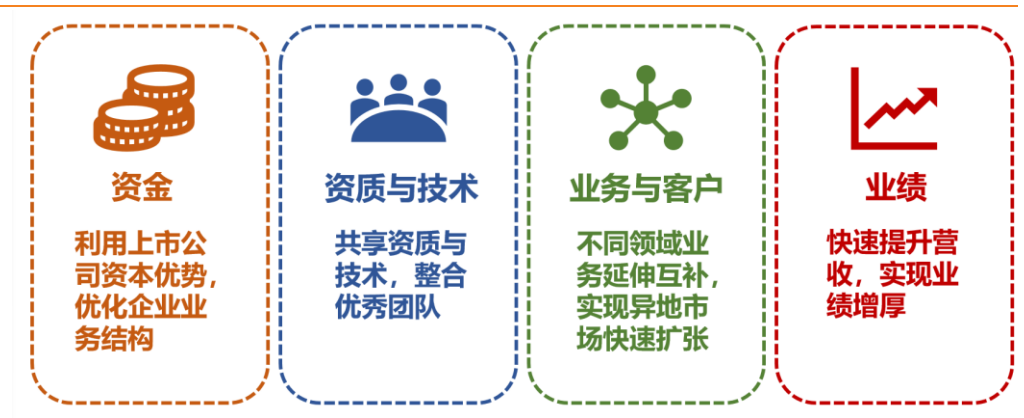 资金
利用上市公
司资本优势，
优化企业业
务结构
资质与技术
共享资质与
技术，整合
优秀团队
业务与客户
不同领域业
务延伸互补，
实现异地市
场快速扩张
业绩
快速提升营
收，实现业
绩增厚